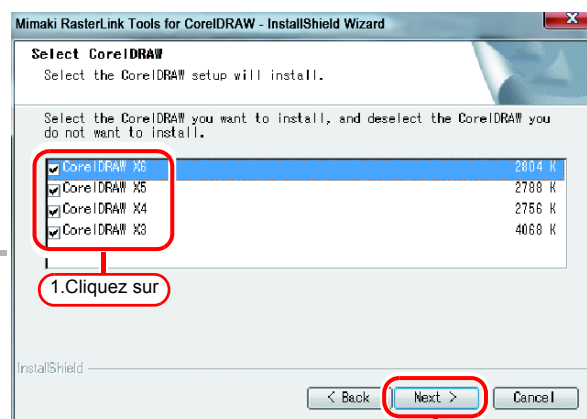 Mimaki RasterLink Tools for CorelDRAW - InstallShield Wizard
Select CorelDRAW
Select the CorelDRAW setup will install.
Select the CorelDRAW you want to install, and deselect the CorelDRAW you
do not want to install.
CorelDRAW X6 2804 K
CorelDRAW X5 2788 K
CorelDRAW X4 2756 K
CorelDRAW X3 4068 K
1.Cliquez sur
InstallShield
< Back Next > Cancel